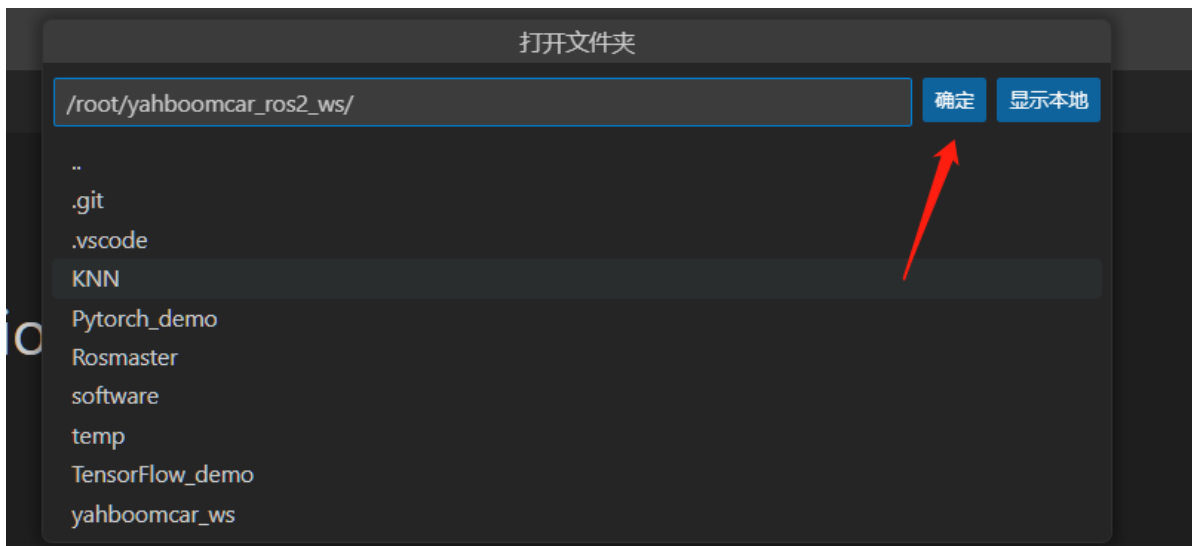 打开文件夹
/root/yahboomcar_ros2_ws/ 确定 显示本地
..
.git
.vscode
KNN
Pytorch_demo
io
Rosmaster
software
temp
TensorFlow_demo
yahboomcar_ws